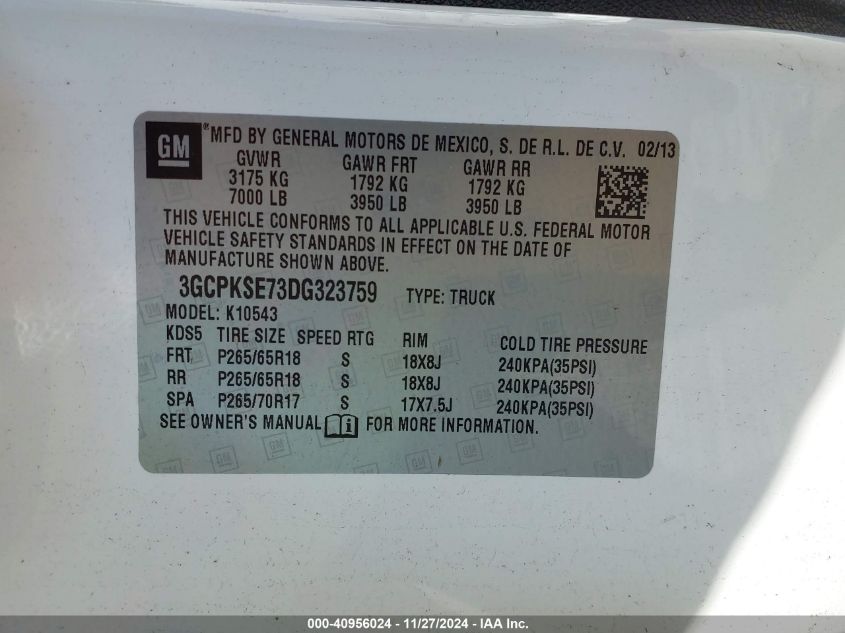 GM ® MFD BY GENERAL MOTORS DE MEXICO, S. DE R.L. DE C.V. 02/13
GVWR GAWR FRT GAWR RR
3175 KG 1792 KG 1792 KG
7000 LB 3950 LB 3950 LB
THIS VEHICLE CONFORMS TO ALL APPLICABLE U.S. FEDERAL MOTOR
VEHICLE SAFETY STANDARDS IN EFFECT ON THE DATE OF
MANUFACTURE SHOWN ABOVE.
3GCPKSE73DG323759 TYPE: TRUCK
MODEL: K10543
KDS5 TIRE SIZE SPEED RTG RIM COLD TIRE PRESSURE
FRT P265/65R18 S 18X8J 240KPA(35PSI)
RR P265/65R18 S 18X8J 240KPA(35PSI)
SPA P265/70R17 S 17X7.5J 240KPA(35PSI)
SEE OWNER'S MANUAL i FOR MORE INFORMATION.
000-40956024 - 11/27/2024 - IAA Inc.